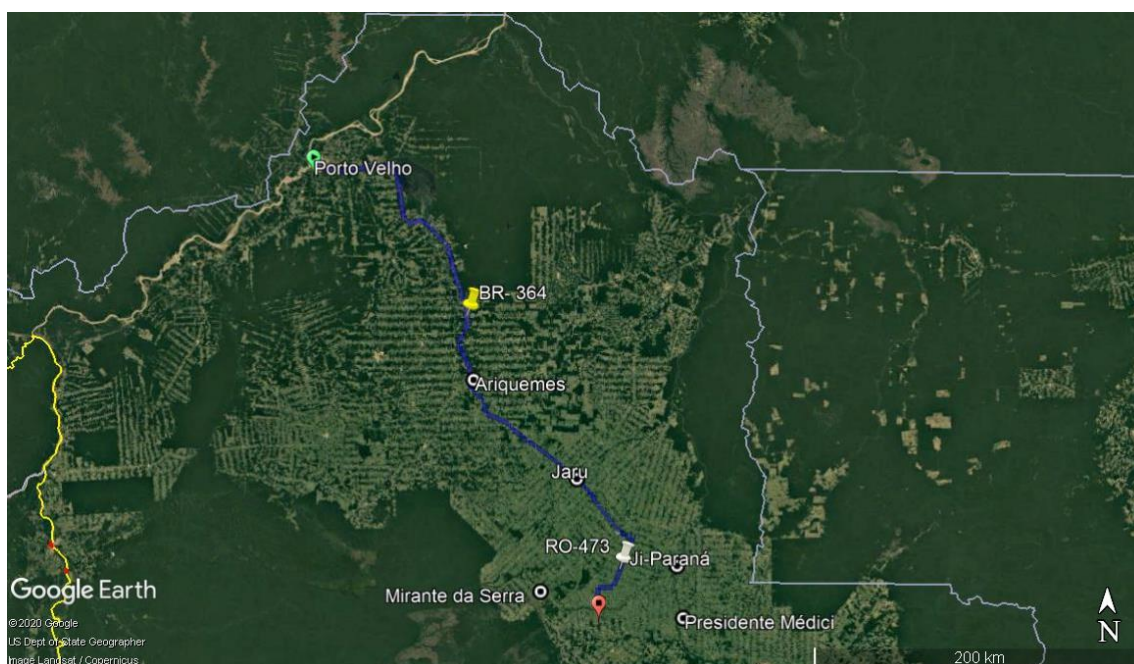 Porto Velho
BR- 364
Ariquemes
Jaru
RO-473
Ji-Paraná
Mirante da Serra
Presidente Médici
Google Earth
© 2020 Google
US Dept of State Geographer
Image Landsat / Copernicus
200 km
N